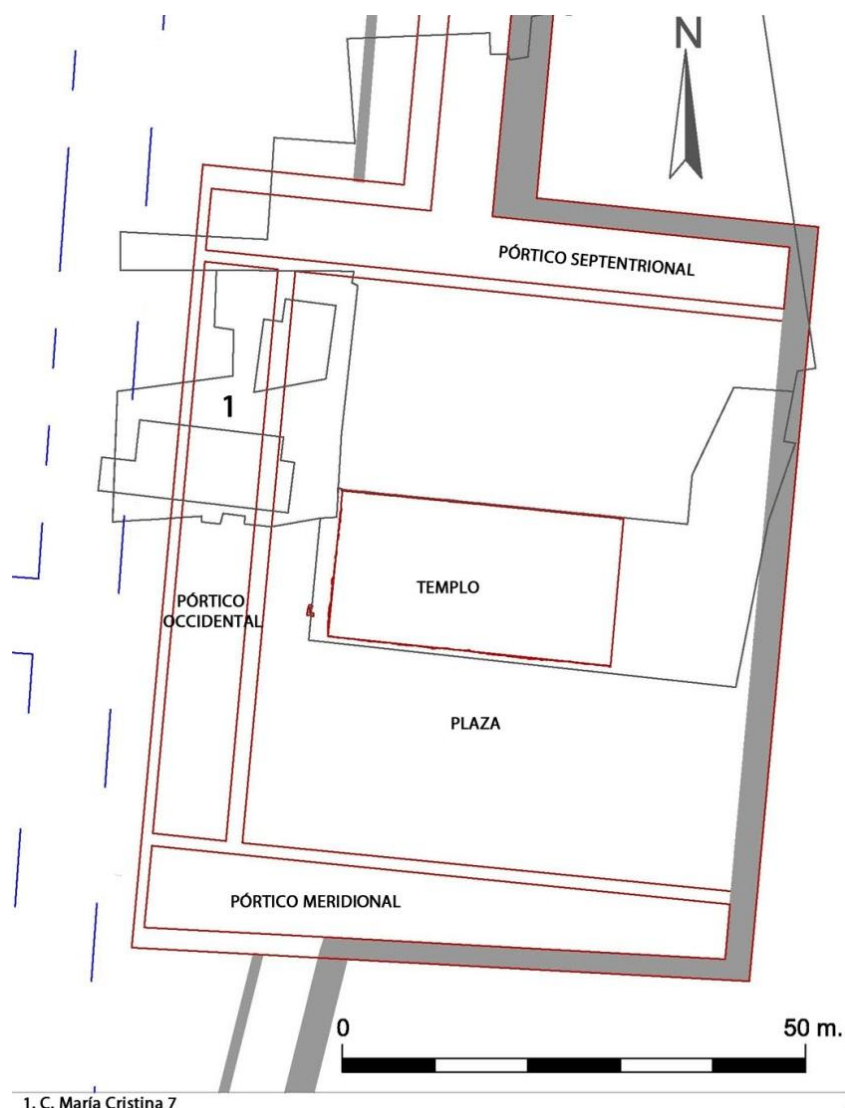 N
PÓRTICO SEPTENTRIONAL
1
TEMPLO
PÓRTICO
OCCIDENTAL
PLAZA
PÓRTICO MERIDIONAL
0 50 m.
1. C. María Cristina 7